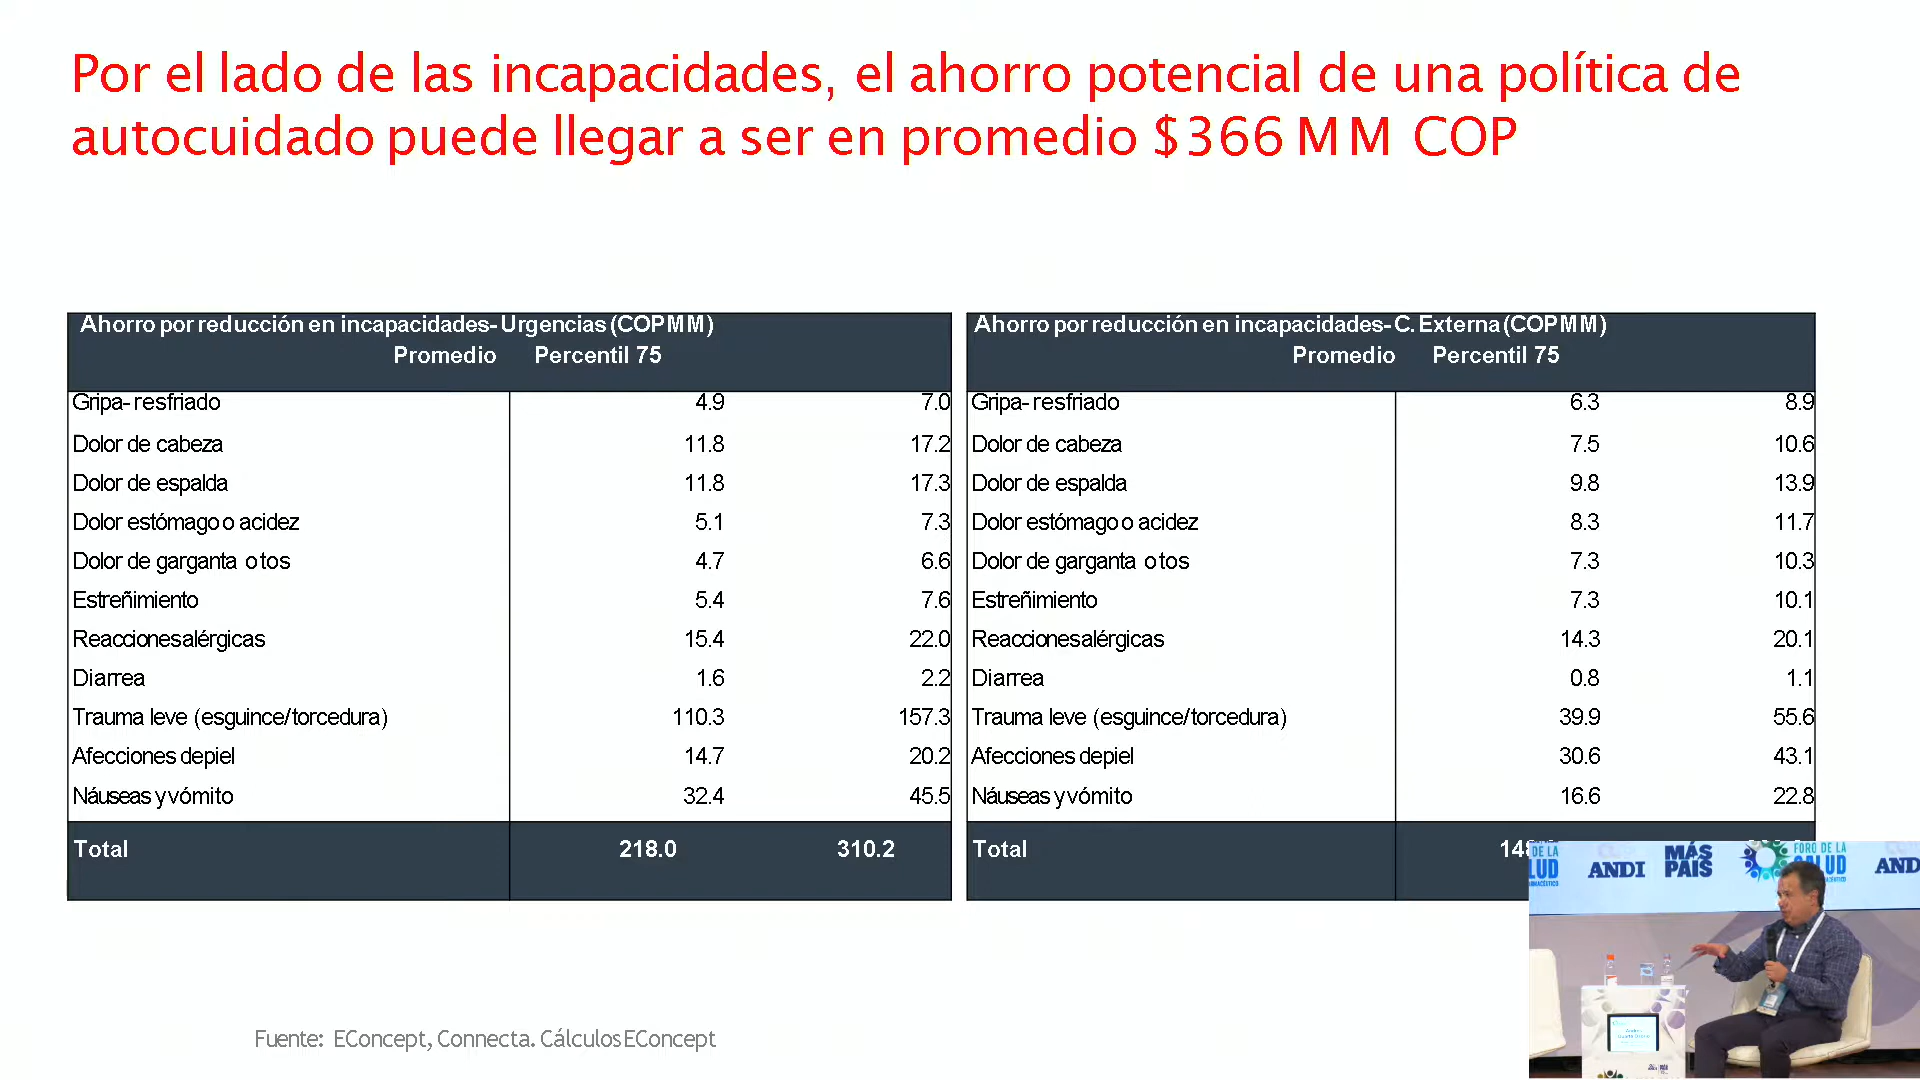 Por el lado de las incapacidades, el ahorro potencial de una política de
autocuidado puede llegar a ser en promedio $366 MM COP
Ahorro por reducción en incapacidades- Urgencias (COPMM)
Promedio Percentil 75
Gripa- resfriado 4.9 7.0
Dolor de cabeza 11.8 17.2
Dolor de espalda 11.8 17.3
Dolor estómago o acidez 5.1 7.3
Dolor de garganta o tos 4.7 6.6
Estreñimiento 5.4 7.6
Reacciones alérgicas 15.4 22.0
Diarrea 1.6 2.2
Trauma leve (esguince/torcedura) 110.3 157.3
Afecciones de piel 14.7 20.2
Náuseas y vómito 32.4 45.5
Total 218.0 310.2
Ahorro por reducción en incapacidades- C. Externa (COPMM)
Promedio Percentil 75
Gripa- resfriado 6.3 8.9
Dolor de cabeza 7.5 10.6
Dolor de espalda 9.8 13.9
Dolor estómago o acidez 8.3 11.7
Dolor de garganta o tos 7.3 10.3
Estreñimiento 7.3 10.1
Reacciones alérgicas 14.3 20.1
Diarrea 0.8 1.1
Trauma leve (esguince/torcedura) 39.9 55.6
Afecciones de piel 30.6 43.1
Náuseas y vómito 16.6 22.8
Total
DE LA
LUD
ANDI
MÁS
PAÍS
FORO DE LA
SALUD
AND
Fuente: EConcept, Connecta. Cálculos EConcept